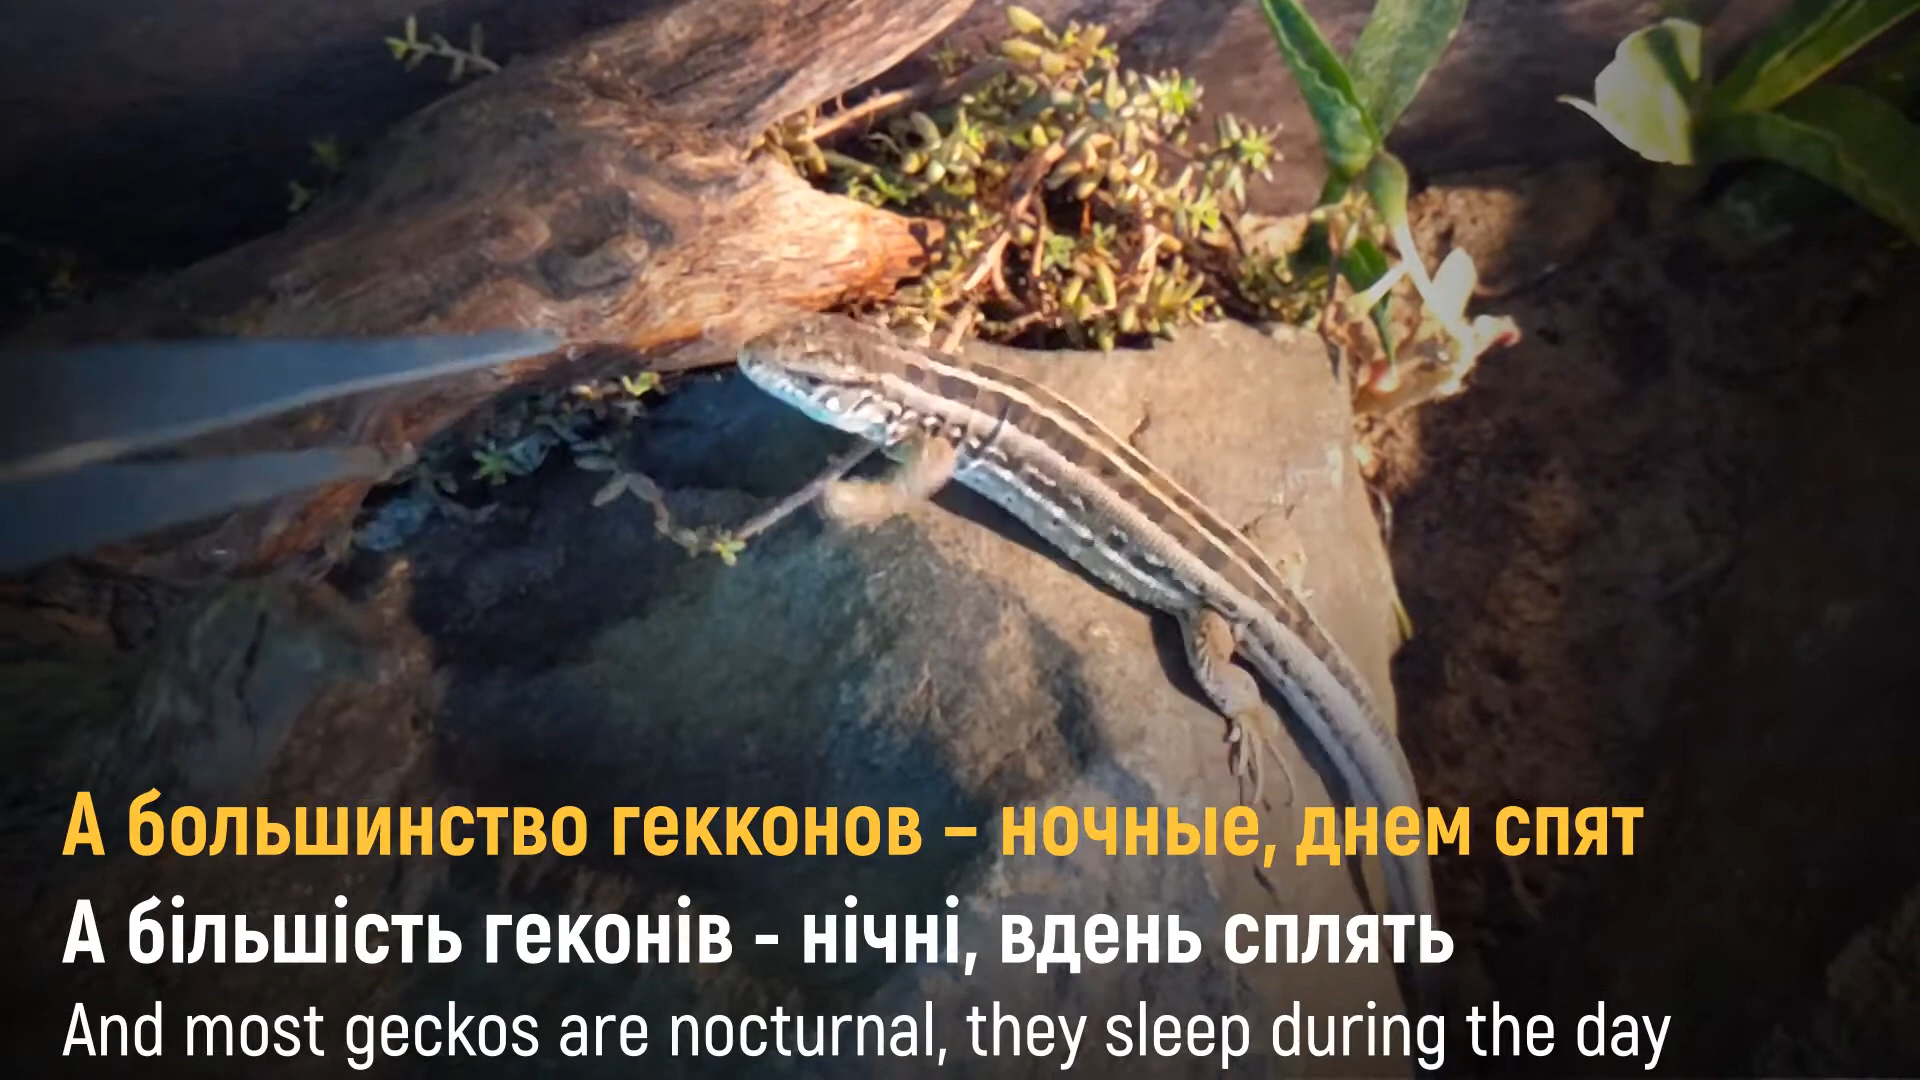 А большинство гекконов – ночные, днем спят
А більшість геконів - нічні, вдень сплять
And most geckos are nocturnal, they sleep during the day